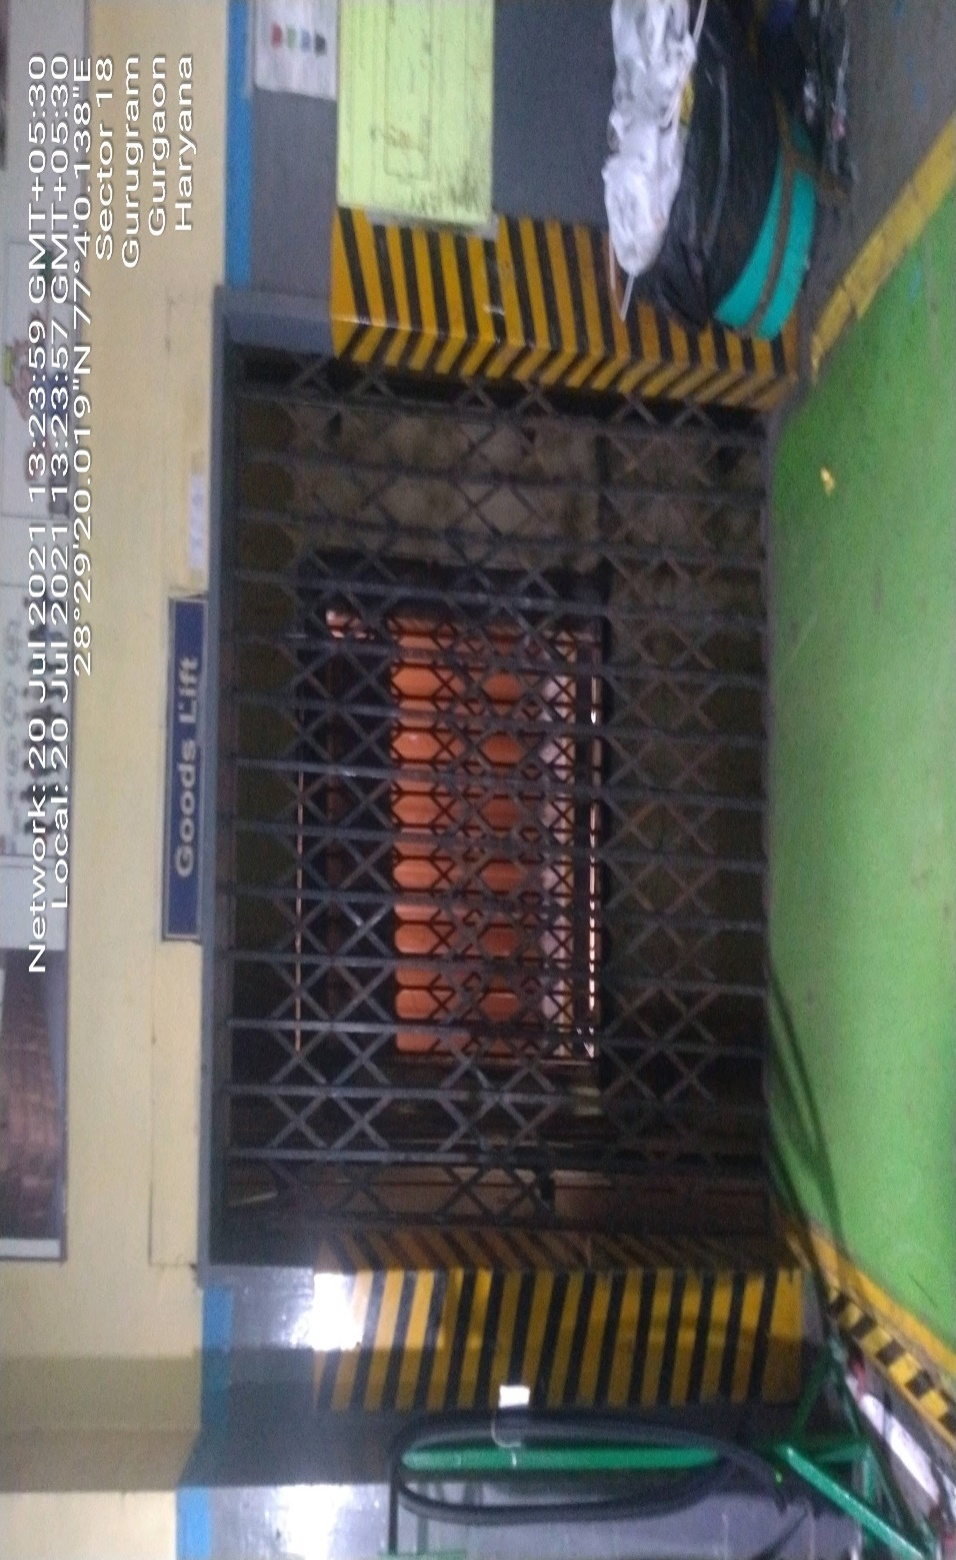 Network: 20 Jul 2021 13:23:59 GMT+05:30
Local: 20 Jul 2021 13:23:57 GMT+05:30
28°29'20.019"N 77°4'40.138"E
Sector 18
Gurugram
Gurgaon
Haryana
Goods Lift